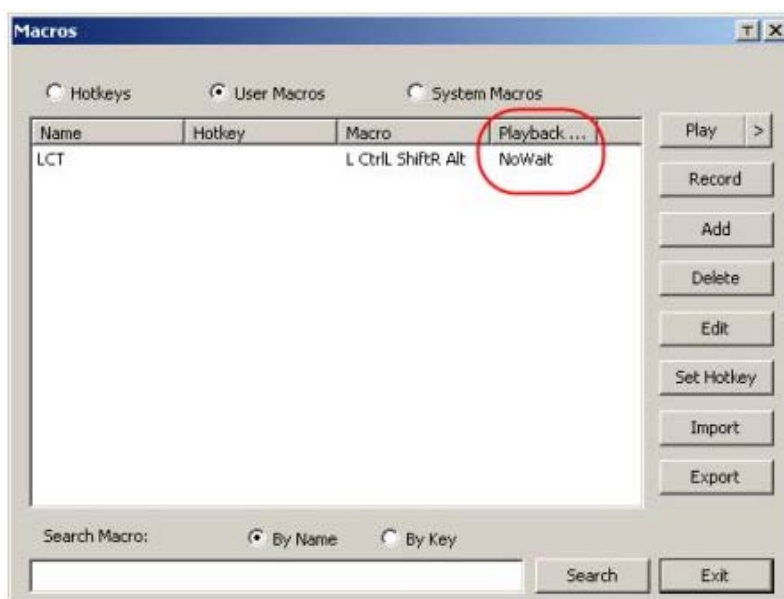 Macros
Hotkeys User Macros System Macros
Name Hotkey Macro Playback ...
LCT L CtrlL ShiftR Alt NoWait
Play >
Record
Add
Delete
Edit
Set Hotkey
Import
Export
Search Macro: By Name By Key
Search Exit